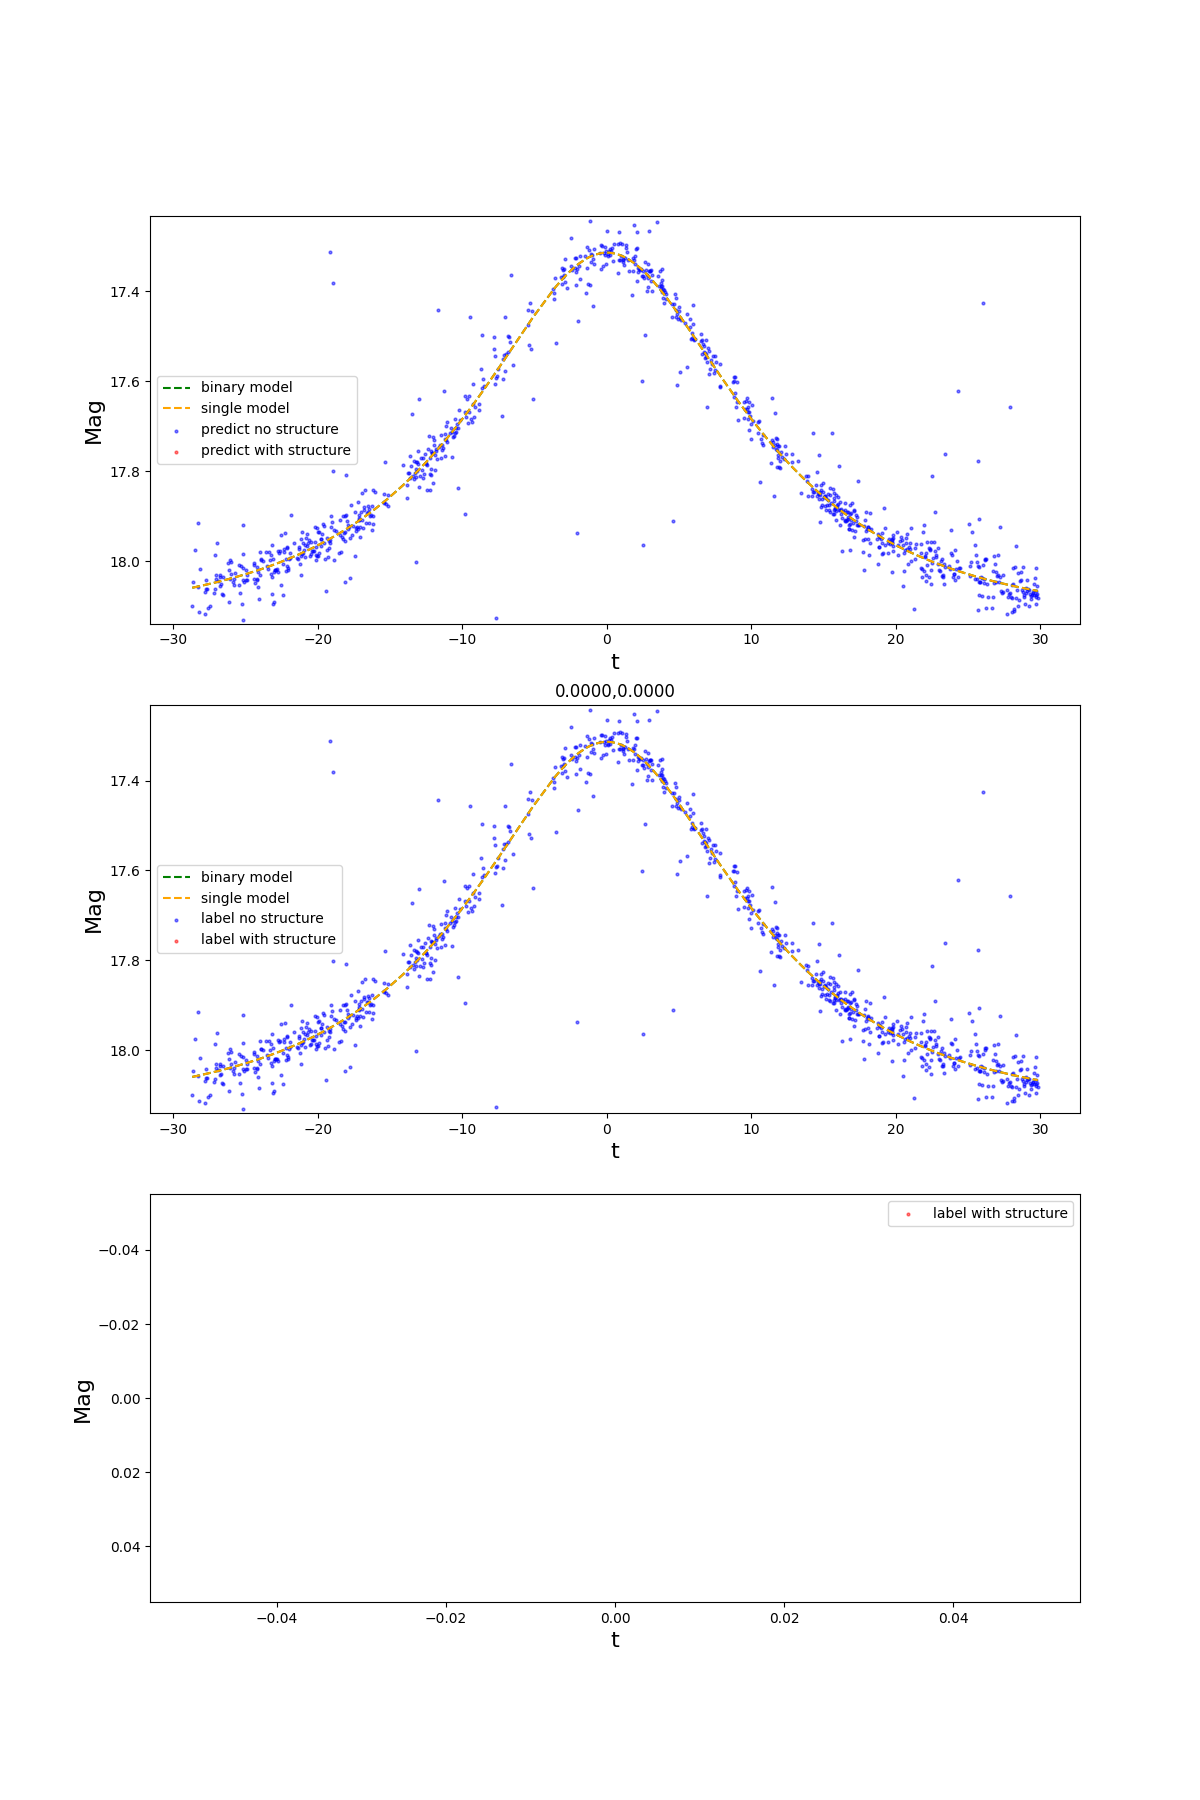 17.4
17.6
17.8
18.0
Mag
binary model
single model
predict no structure
predict with structure
−30
−20
−10
0
10
20
30
t
0.0000,0.0000
17.4
17.6
17.8
18.0
Mag
binary model
single model
label no structure
label with structure
−30
−20
−10
0
10
20
30
t
−0.04
−0.02
0.00
0.02
0.04
Mag
label with structure
−0.04
−0.02
0.00
0.02
0.04
t